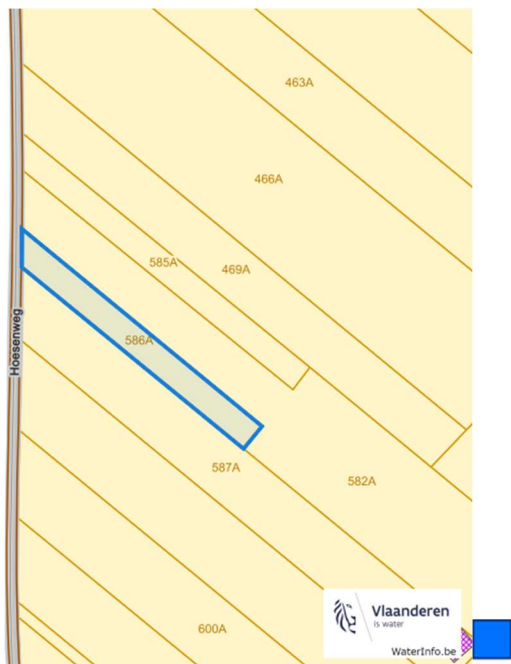 463A
466A
585A
469A
Hoesenweg
586A
587A
582A
600A
Vlaanderen
is water
WaterInfo.be